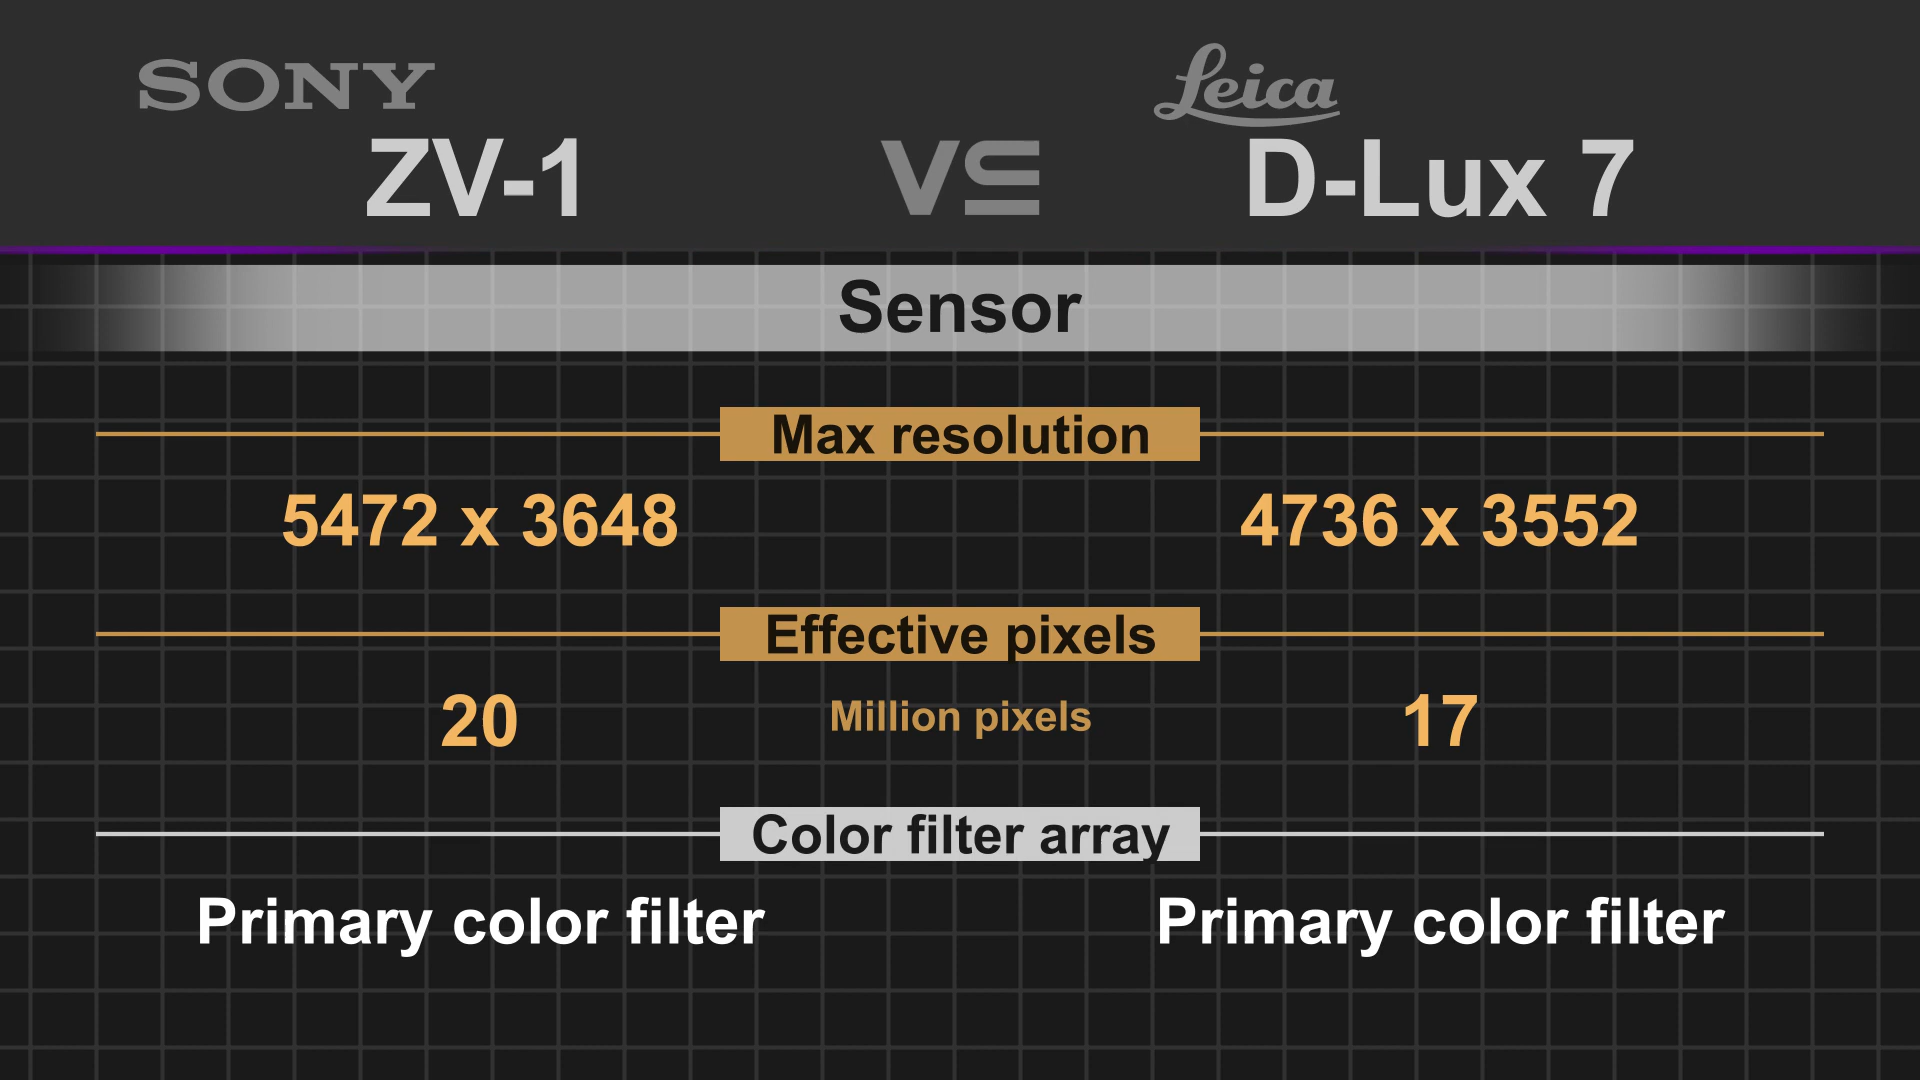 SONY
Leica
ZV-1
VS
D-Lux 7
Sensor
Max resolution
5472 x 3648
4736 x 3552
Effective pixels
20
Million pixels
17
Color filter array
Primary color filter
Primary color filter